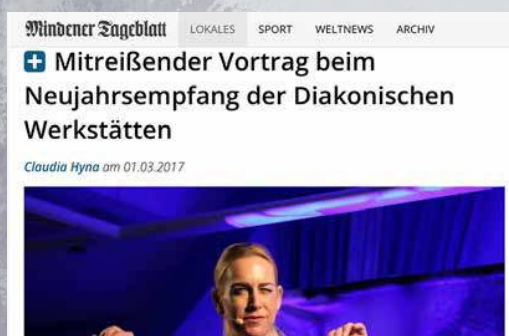 Mindener Tageblatt LOKALES SPORT WELTNEWS ARCHIV
Mitreißender Vortrag beim
Neujahrsempfang der Diakonischen
Werkstätten
Claudia Hyna am 01.03.2017